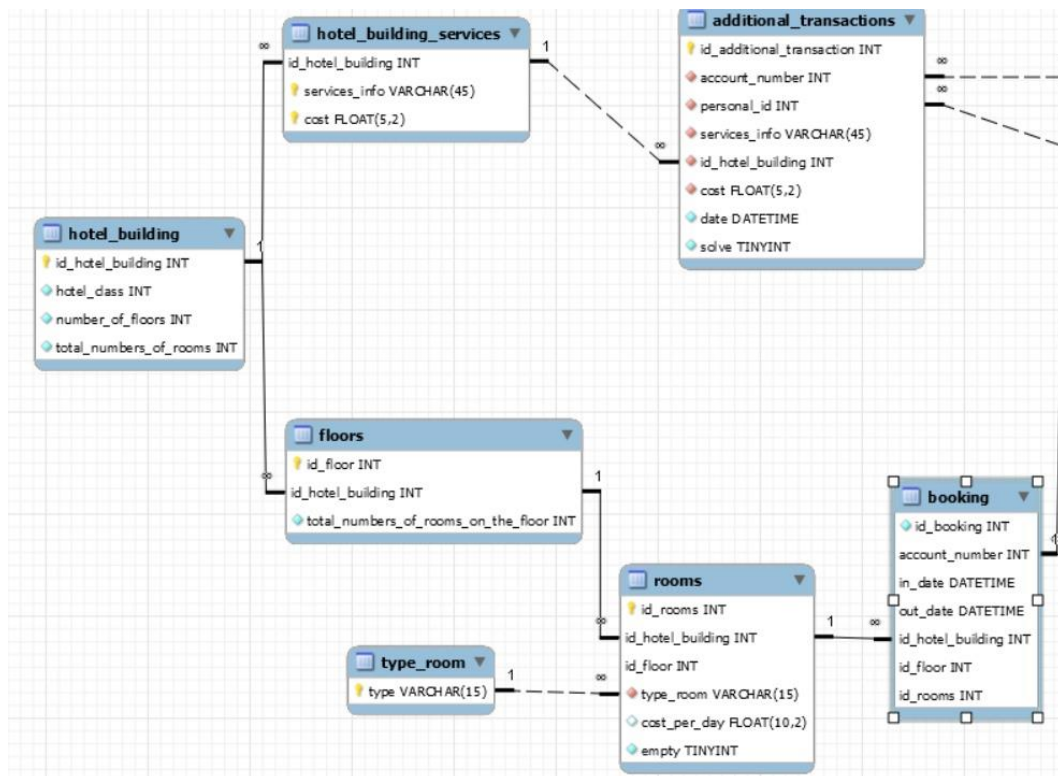 hotel_building_services
id_hotel_building INT
services_info VARCHAR(45)
cost FLOAT(5,2)
∞
1
additional_transactions
id_additional_transaction INT
account_number INT
personal_id INT
services_info VARCHAR(45)
id_hotel_building INT
cost FLOAT(5,2)
date DATETIME
solve TINYINT
∞
∞
∞
hotel_building
id_hotel_building INT
hotel_class INT
number_of_floors INT
total_numbers_of_rooms INT
1
floors
id_floor INT
id_hotel_building INT
total_numbers_of_rooms_on_the_floor INT
∞
1
type_room
type VARCHAR(15)
1
rooms
id_rooms INT
id_hotel_building INT
id_floor INT
type_room VARCHAR(15)
cost_per_day FLOAT(10,2)
empty TINYINT
∞
∞
1
booking
id_booking INT
account_number INT
in_date DATETIME
out_date DATETIME
id_hotel_building INT
id_floor INT
id_rooms INT
∞